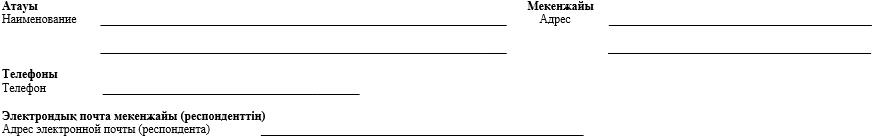 Атауы Мекенжайы
Наименование Адрес
Телефоны
Телефон
Электрондық почта мекенжайы (респонденттің)
Адрес электронной почты (респондента)